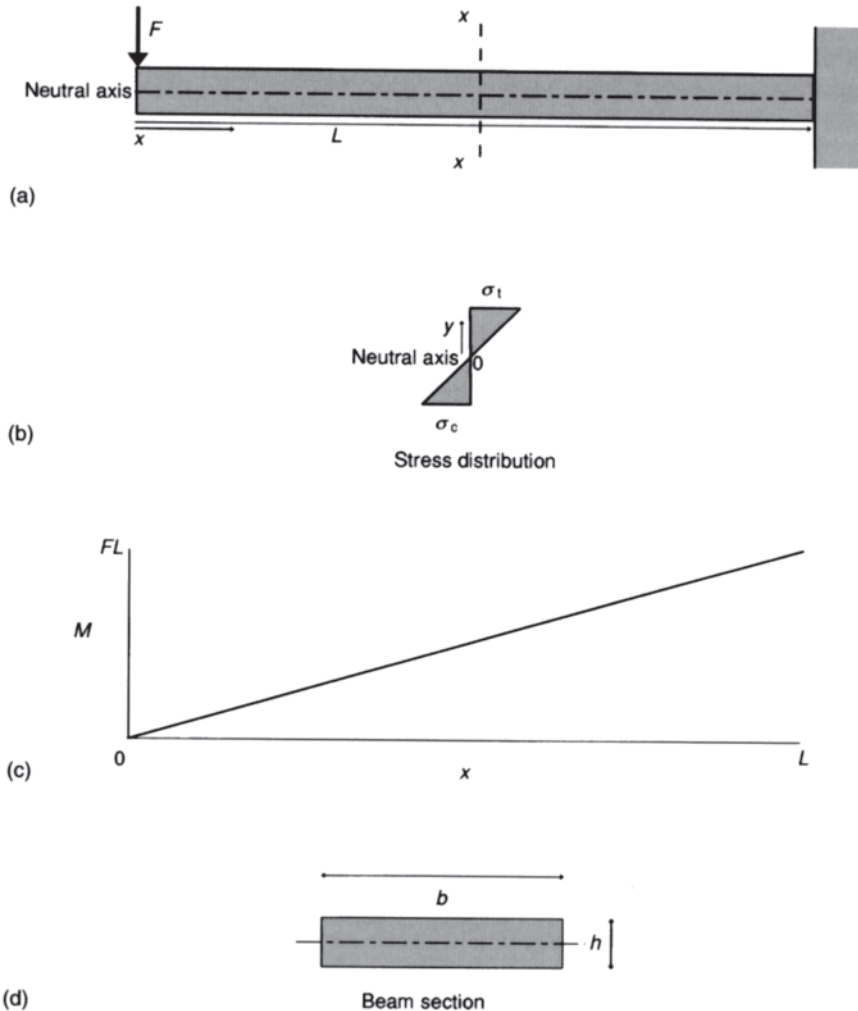 F
x
Neutral axis
x
L
x
(a)
σt
y
Neutral axis
0
σc
(b)
Stress distribution
FL
M
0
x
L
(c)
b
h
(d)
Beam section